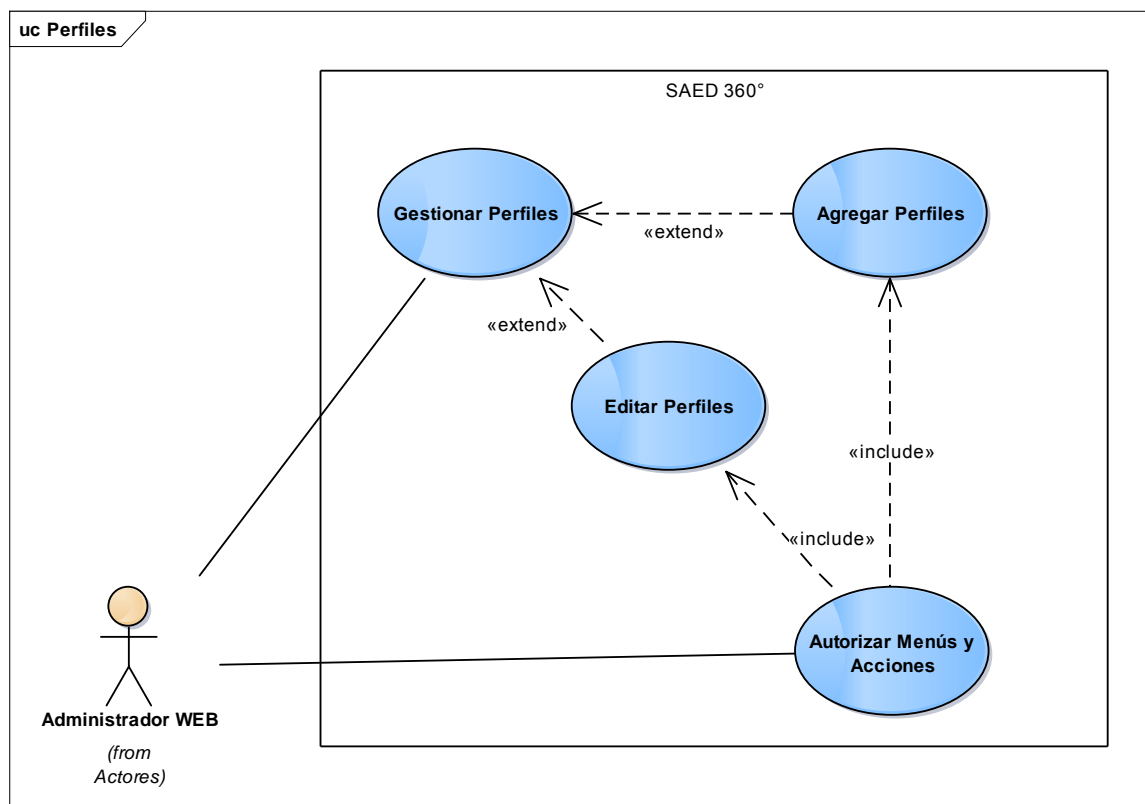 uc Perfiles
SAED 360°
Gestionar Perfiles
Agregar Perfiles
«extend»
«extend»
Editar Perfiles
«include»
«include»
Autorizar Menús y
Acciones
Administrador WEB
(from
Actores)